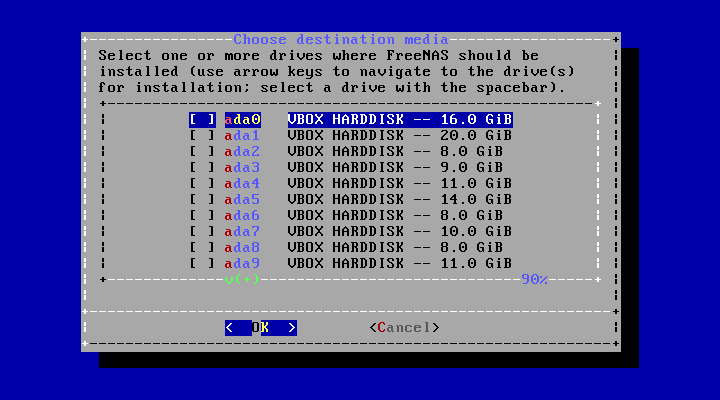 Choose destination media
Select one or more drives where FreeNAS should be
installed (use arrow keys to navigate to the drive(s)
for installation; select a drive with the spacebar).
[ ] ada0 VBOX HARDDISK -- 16.0 GiB
[ ] ada1 VBOX HARDDISK -- 20.0 GiB
[ ] ada2 VBOX HARDDISK -- 8.0 GiB
[ ] ada3 VBOX HARDDISK -- 9.0 GiB
[ ] ada4 VBOX HARDDISK -- 11.0 GiB
[ ] ada5 VBOX HARDDISK -- 14.0 GiB
[ ] ada6 VBOX HARDDISK -- 8.0 GiB
[ ] ada7 VBOX HARDDISK -- 10.0 GiB
[ ] ada8 VBOX HARDDISK -- 8.0 GiB
[ ] ada9 VBOX HARDDISK -- 11.0 GiB
v(+) 90%
< OK > <Cancel>